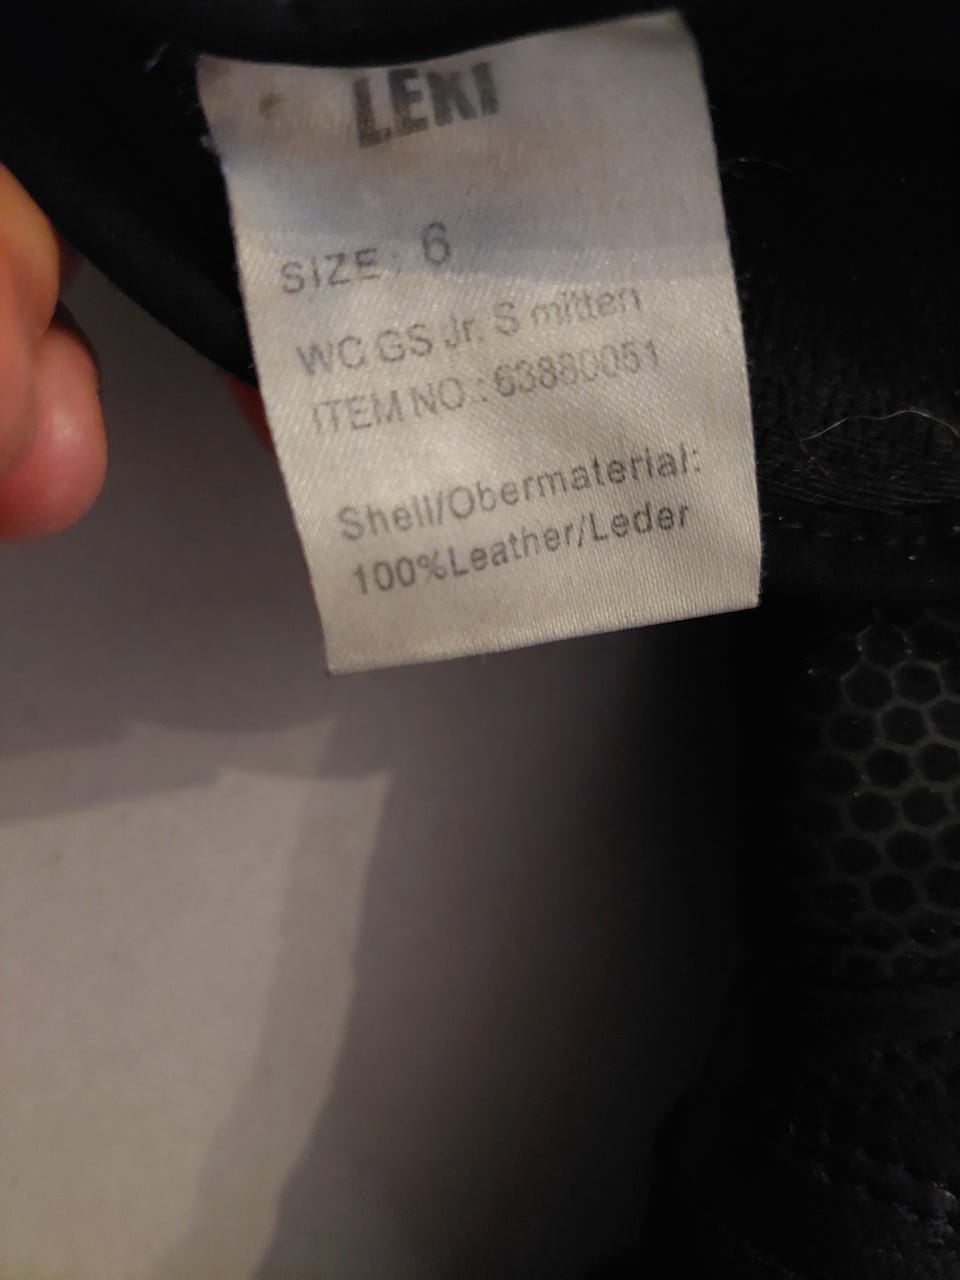 LEKI
SIZE : 6
WC GS Jr. S mitten
ITEM NO.: 63880051
Shell/Obermaterial:
100%Leather/Leder